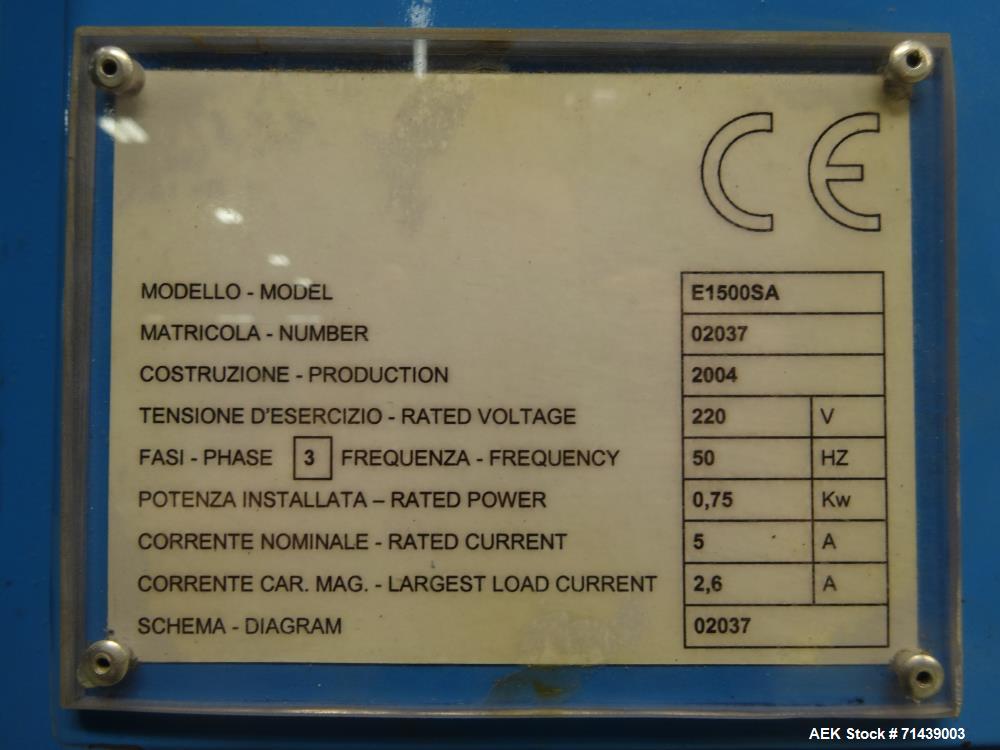 CE
MODELLO - MODEL E1500SA
MATRICOLA - NUMBER 02037
COSTRUZIONE - PRODUCTION 2004
TENSIONE D'ESERCIZIO - RATED VOLTAGE 220 V
FASI - PHASE 3 FREQUENZA - FREQUENCY 50 HZ
POTENZA INSTALLATA – RATED POWER 0,75 Kw
CORRENTE NOMINALE - RATED CURRENT 5 A
CORRENTE CAR. MAG. - LARGEST LOAD CURRENT 2,6 A
SCHEMA - DIAGRAM 02037
AEK Stock # 71439003